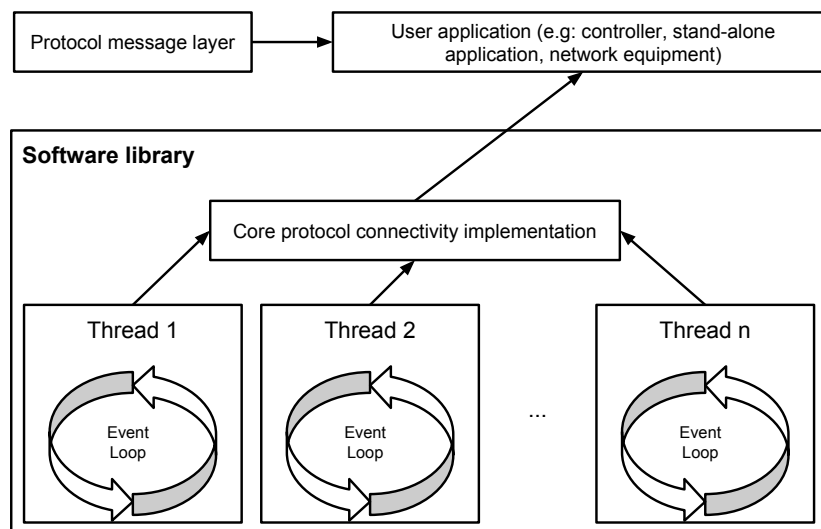 Protocol message layer
User application (e.g: controller, stand-alone
application, network equipment)
Software library
Core protocol connectivity implementation
Thread 1
Thread 2
Thread n
Event
Loop
Event
Loop
...
Event
Loop